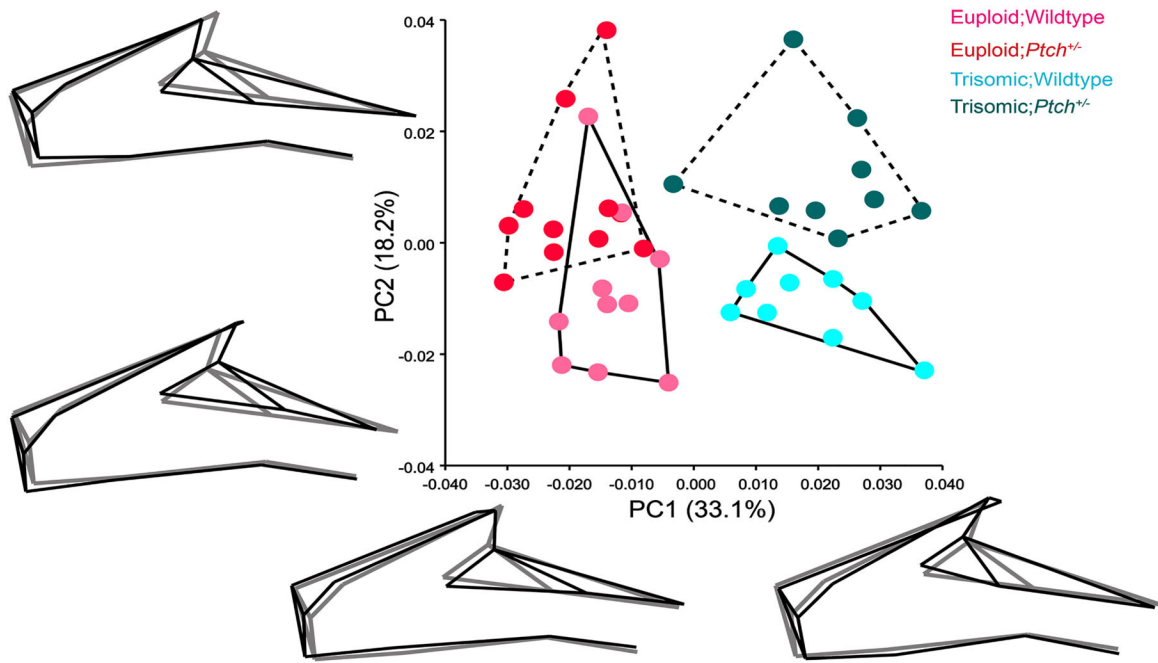 Euploid;Wildtype
Euploid;Ptch+/-
Trisomic;Wildtype
Trisomic;Ptch+/-
0.04
0.02
0.00
-0.02
-0.04
PC2 (18.2%)
-0.040 -0.030 -0.020 -0.010 0.000 0.010 0.020 0.030 0.040
PC1 (33.1%)